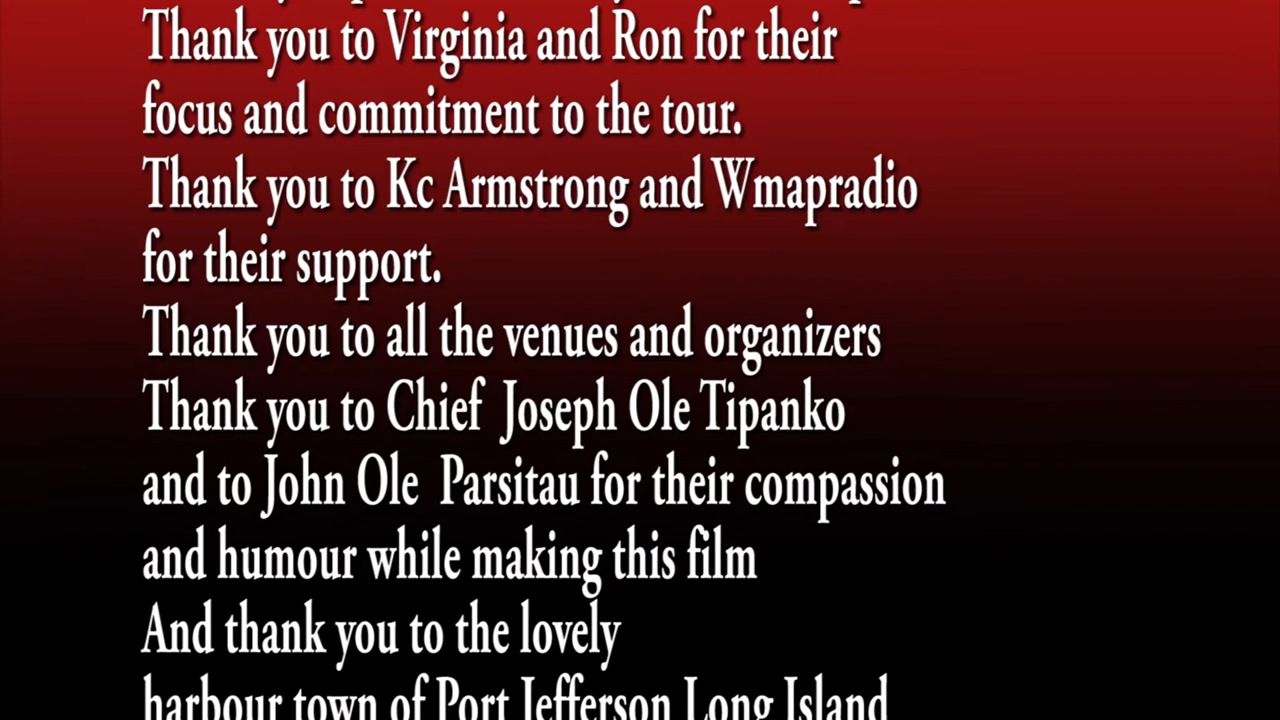 Thank you to Virginia and Ron for their
focus and commitment to the tour.
Thank you to Kc Armstrong and Wmapradio
for their support.
Thank you to all the venues and organizers
Thank you to Chief  Joseph Ole Tipanko
and to John Ole  Parsitau for their compassion
and humour while making this film
And thank you to the lovely
harbour town of Port Jefferson Long Island